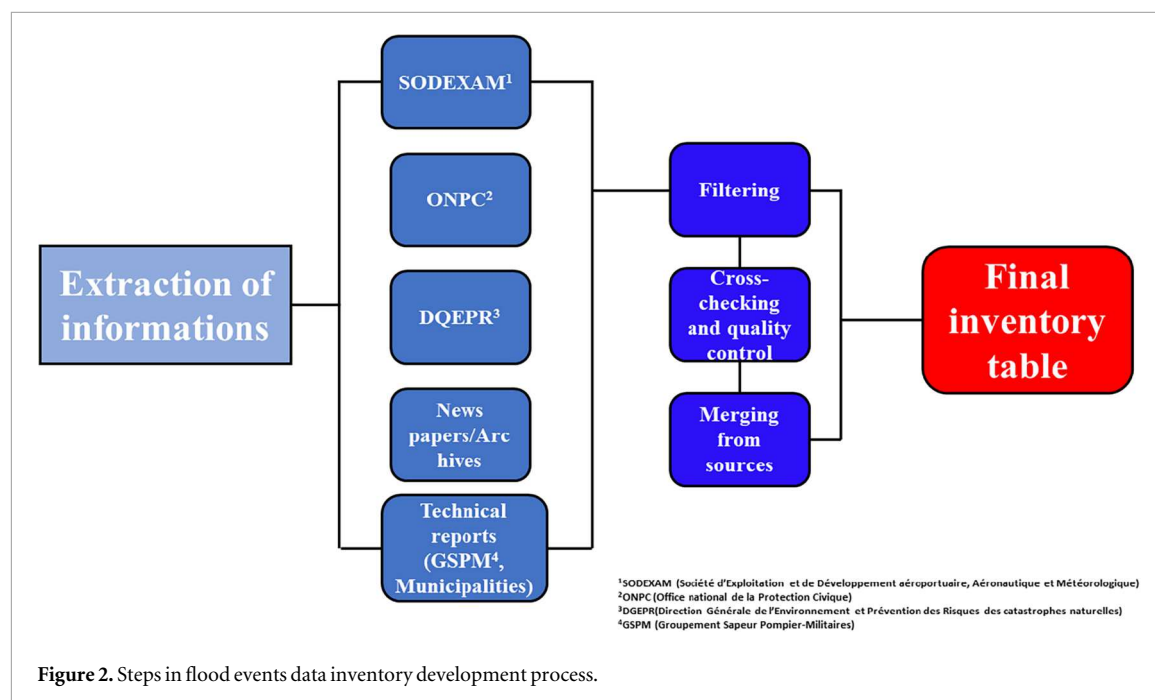 SODEXAM¹
ONPC²
DQEPR³
News
papers/Arc
hives
Technical
reports
(GSPM⁴,
Municipalities)
Extraction of
informations
Filtering
Cross-
checking
and quality
control
Merging
from
sources
Final
inventory
table
¹SODEXAM (Société d'Exploitation et de Développement aéroportuaire, Aéronautique et Météorologique)
²ONPC (Office national de la Protection Civique)
³DGEPR(Direction Générale de l'Environnement et Prévention des Risques des catastrophes naturelles)
⁴GSPM (Groupement Sapeur Pompier-Militaires)
Figure 2. Steps in flood events data inventory development process.